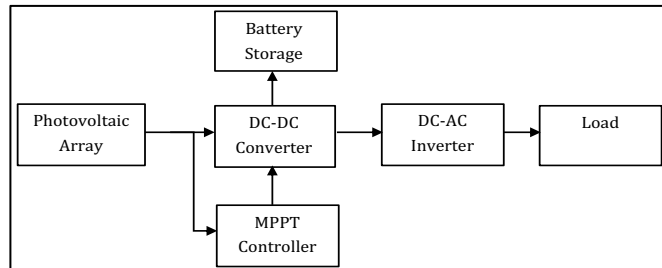 Battery
Storage
Photovoltaic
Array
DC-DC
Converter
DC-AC
Inverter
Load
MPPT
Controller